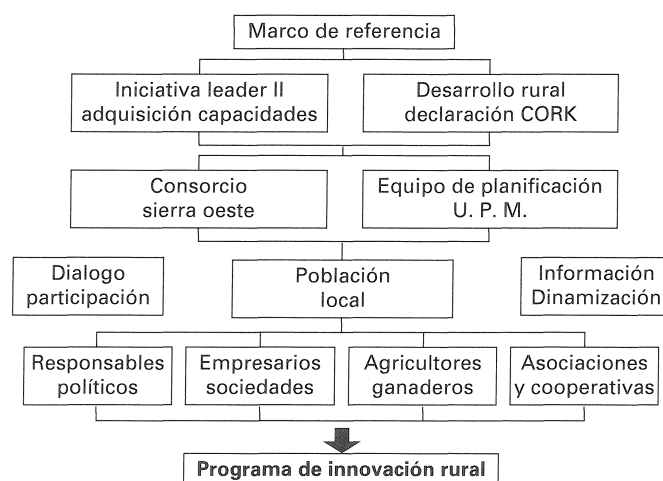 Marco de referencia
Iniciativa leader II
adquisición capacidades
Desarrollo rural
declaración CORK
Consorcio
sierra oeste
Equipo de planificación
U. P. M.
Dialogo
participación
Población
local
Información
Dinamización
Responsables
políticos
Empresarios
sociedades
Agricultores
ganaderos
Asociaciones
y cooperativas
Programa de innovación rural